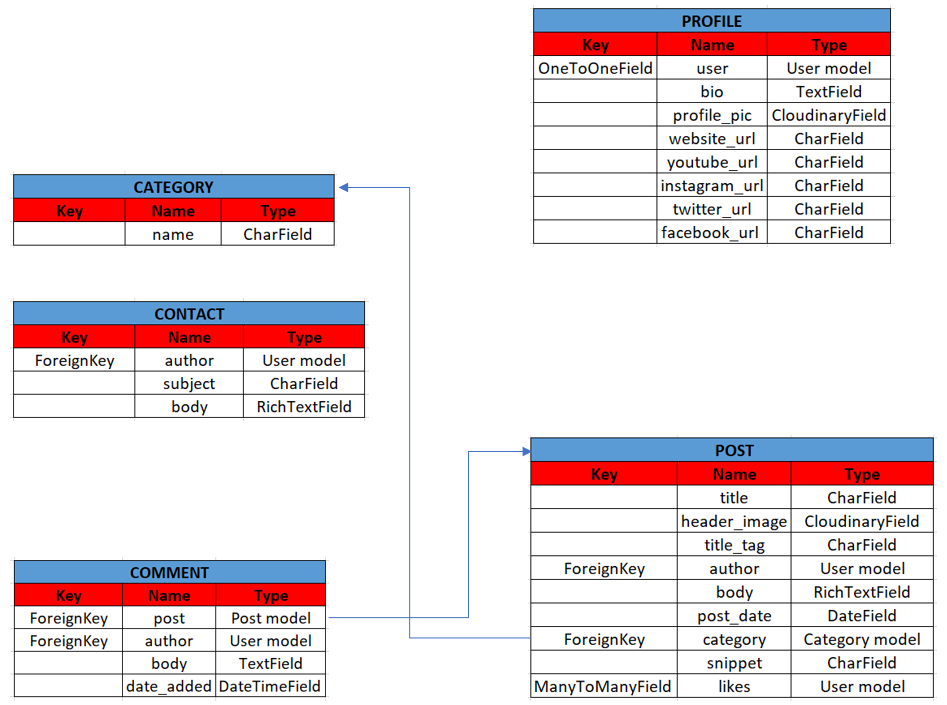 PROFILE
Key Name Type
OneToOneField user User model
bio TextField
profile_pic CloudinaryField
website_url CharField
youtube_url CharField
instagram_url CharField
twitter_url CharField
facebook_url CharField
CATEGORY
Key Name Type
name CharField
CONTACT
Key Name Type
ForeignKey author User model
subject CharField
body RichTextField
POST
Key Name Type
title CharField
header_image CloudinaryField
title_tag CharField
ForeignKey author User model
body RichTextField
post_date DateField
ForeignKey category Category model
snippet CharField
ManyToManyField likes User model
COMMENT
Key Name Type
ForeignKey post Post model
ForeignKey author User model
body TextField
date_added DateTimeField